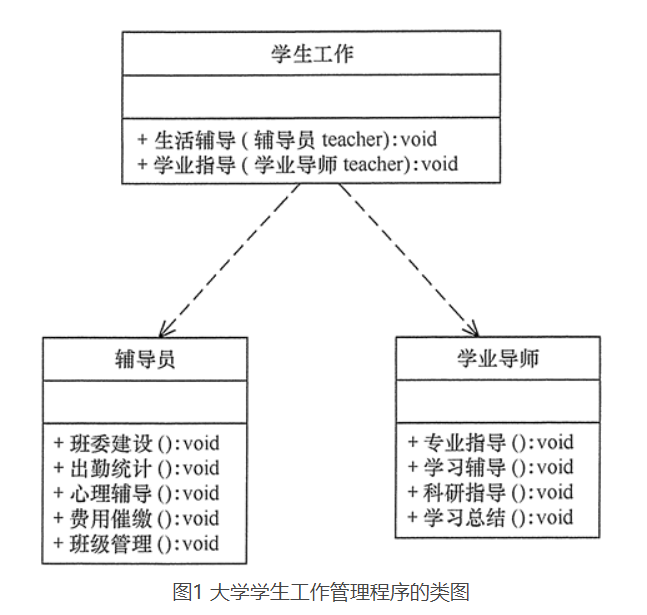 学生工作
+ 生活辅导 ( 辅导员 teacher):void
+ 学业指导 ( 学业导师 teacher):void
辅导员
+ 班委建设 ():void
+ 出勤统计 ():void
+ 心理辅导 ():void
+ 费用催缴 ():void
+ 班级管理 ():void
学业导师
+ 专业指导 ():void
+ 学习辅导 ():void
+ 科研指导 ():void
+ 学习总结 ():void
图1 大学学生工作管理程序的类图